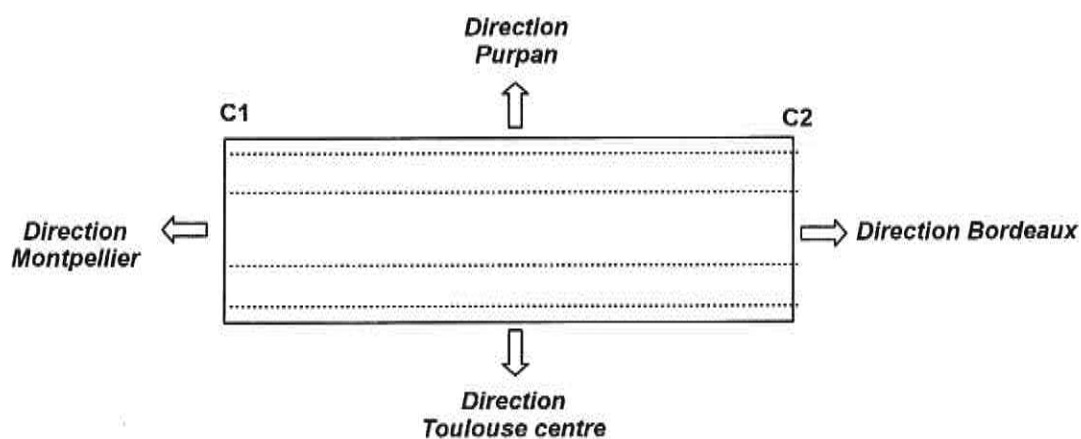 Direction
Purpan
C1
C2
Direction
Montpellier
Direction Bordeaux
Direction
Toulouse centre